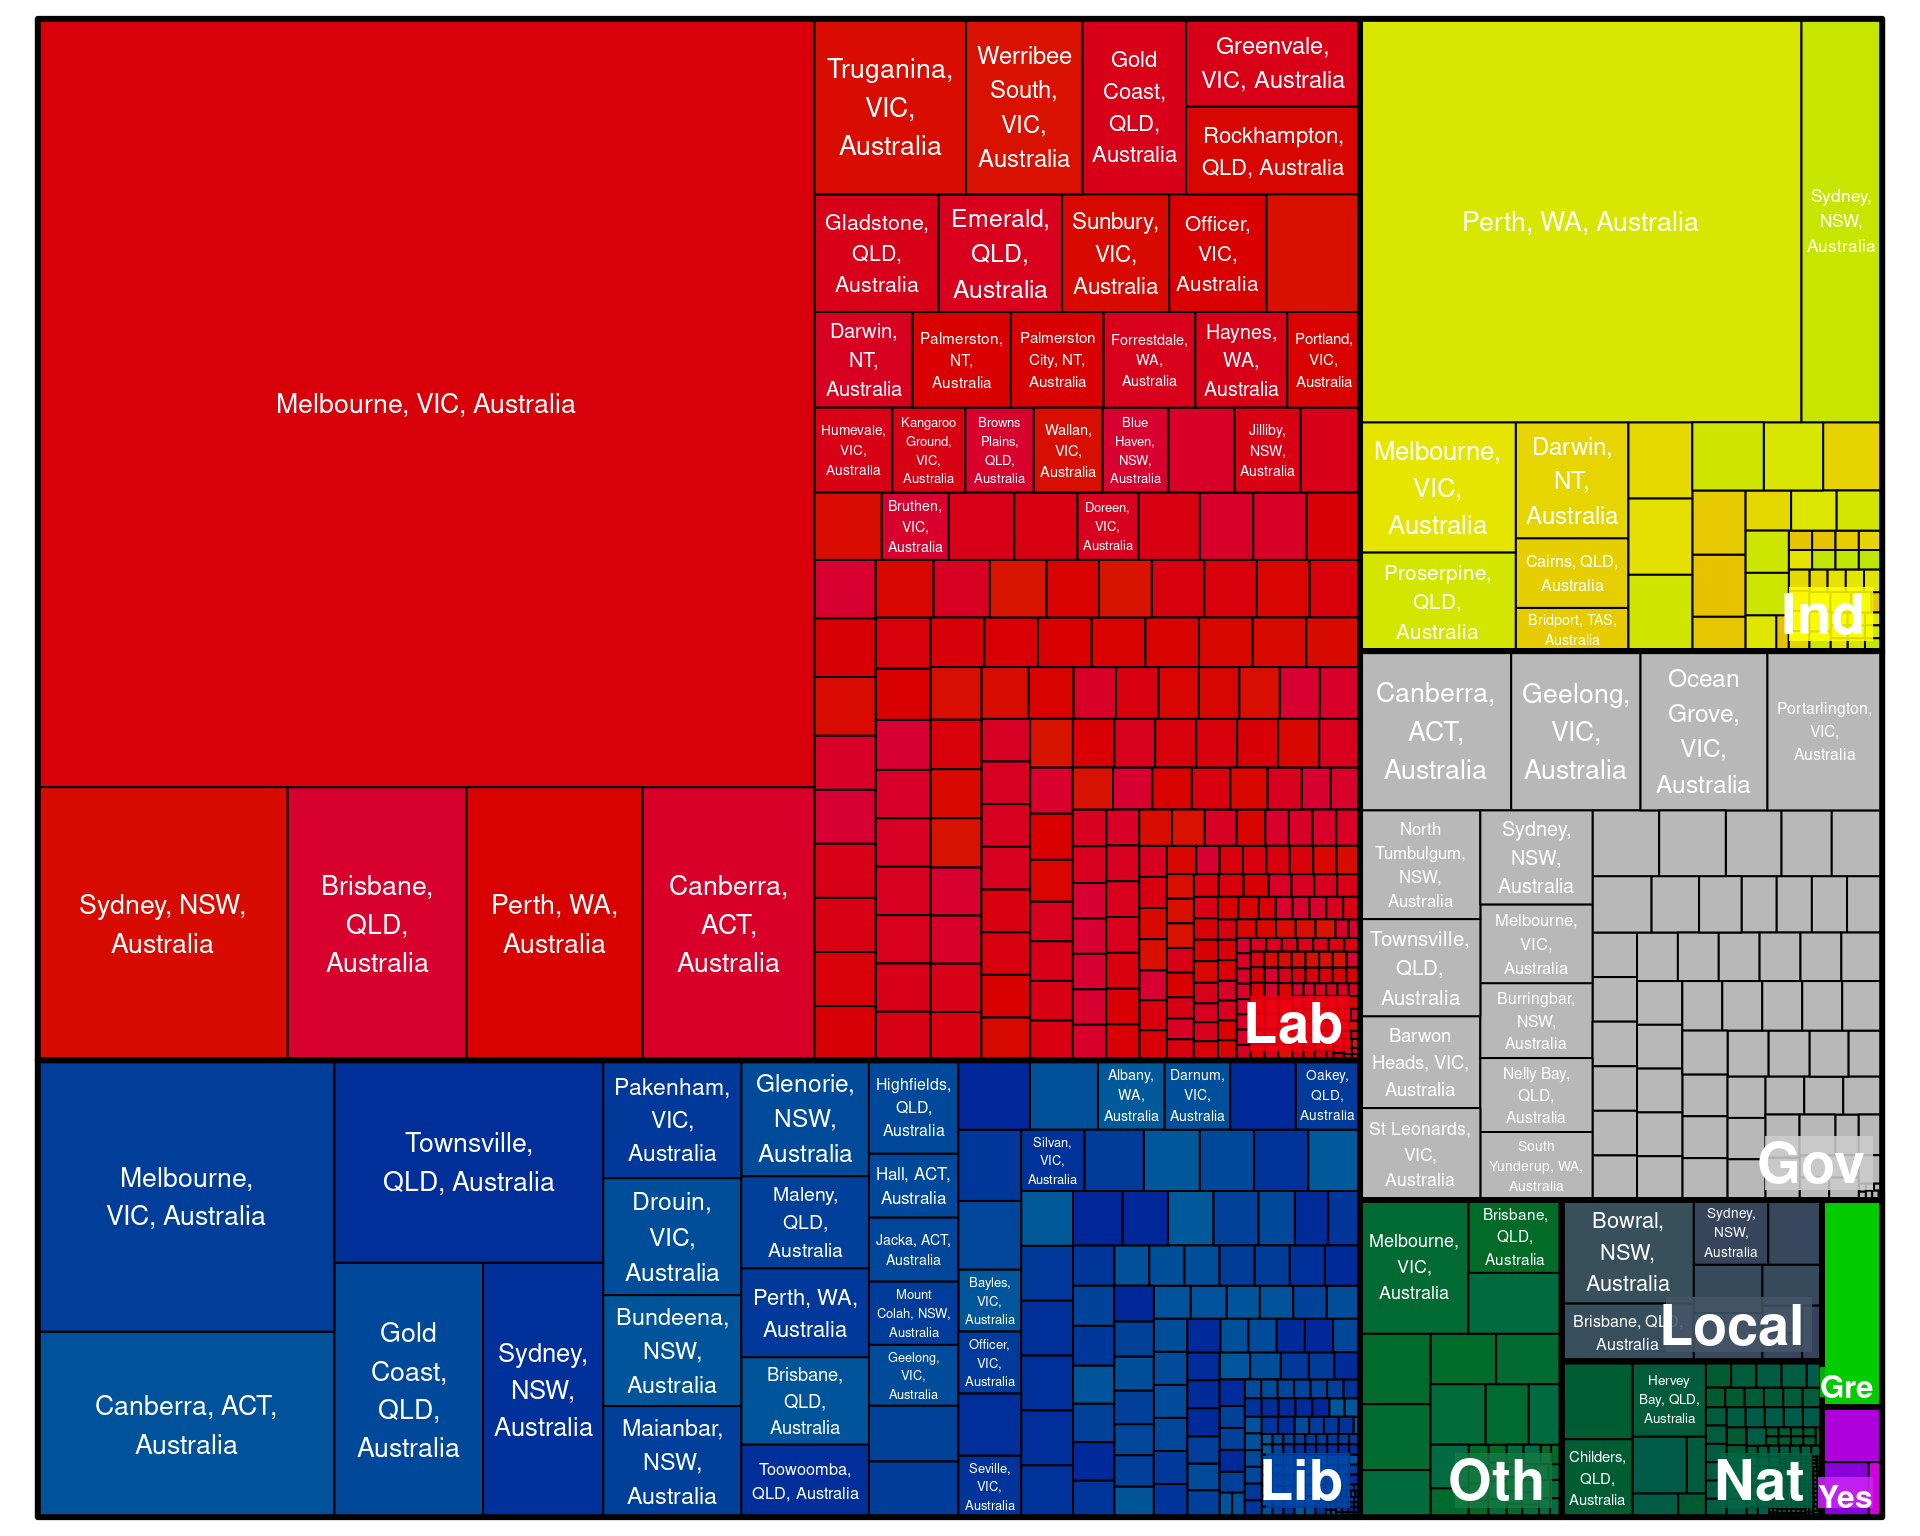 Melbourne, VIC, Australia
Sydney, NSW,
Australia
Brisbane,
QLD,
Australia
Perth, WA,
Australia
Canberra,
ACT,
Australia
Truganina,
VIC,
Australia
Werribee
South,
VIC,
Australia
Gold
Coast,
QLD,
Australia
Greenvale,
VIC, Australia
Rockhampton,
QLD, Australia
Gladstone,
QLD,
Australia
Emerald,
QLD,
Australia
Sunbury,
VIC,
Australia
Officer,
VIC,
Australia
Darwin,
NT,
Australia
Palmerston,
NT,
Australia
Palmerston
City, NT,
Australia
Forrestdale,
WA,
Australia
Haynes,
WA,
Australia
Portland,
VIC,
Australia
Humevale,
VIC,
Australia
Kangaroo
Ground,
VIC,
Australia
Browns
Plains,
QLD,
Australia
Wallan,
VIC,
Australia
Blue
Haven,
NSW,
Australia
Jilliby,
NSW,
Australia
Bruthen,
VIC,
Australia
Doreen,
VIC,
Australia
Lab
Perth, WA, Australia
Sydney,
NSW,
Australia
Melbourne,
VIC,
Australia
Proserpine,
QLD,
Australia
Darwin,
NT,
Australia
Cairns, QLD,
Australia
Bridport, TAS,
Australia
Ind
Canberra,
ACT,
Australia
Geelong,
VIC,
Australia
Ocean
Grove,
VIC,
Australia
Portarlington,
VIC,
Australia
North
Tumbulgum,
NSW,
Australia
Townsville,
QLD,
Australia
Barwon
Heads, VIC,
Australia
St Leonards,
VIC,
Australia
Sydney,
NSW,
Australia
Melbourne,
VIC,
Australia
Burringbar,
NSW,
Australia
Nelly Bay,
QLD,
Australia
South
Yunderup, WA,
Australia
Gov
Melbourne,
VIC, Australia
Canberra, ACT,
Australia
Townsville,
QLD, Australia
Gold
Coast,
QLD,
Australia
Sydney,
NSW,
Australia
Pakenham,
VIC,
Australia
Drouin,
VIC,
Australia
Bundeena,
NSW,
Australia
Maianbar,
NSW,
Australia
Glenorie,
NSW,
Australia
Maleny,
QLD,
Australia
Perth, WA,
Australia
Brisbane,
QLD,
Australia
Toowoomba,
QLD, Australia
Highfields,
QLD,
Australia
Hall, ACT,
Australia
Jacka, ACT,
Australia
Mount
Colah, NSW,
Australia
Geelong,
VIC,
Australia
Albany,
WA,
Australia
Darnum,
VIC,
Australia
Oakey,
QLD,
Australia
Silvan,
VIC,
Australia
Bayles,
VIC,
Australia
Officer,
VIC,
Australia
Seville,
VIC,
Australia
Lib
Melbourne,
VIC,
Australia
Brisbane,
QLD,
Australia
Oth
Bowral,
NSW,
Australia
Sydney,
NSW,
Australia
Brisbane, QLD,
Australia
Local
Hervey
Bay, QLD,
Australia
Childers,
QLD,
Australia
Nat
Gre
Yes